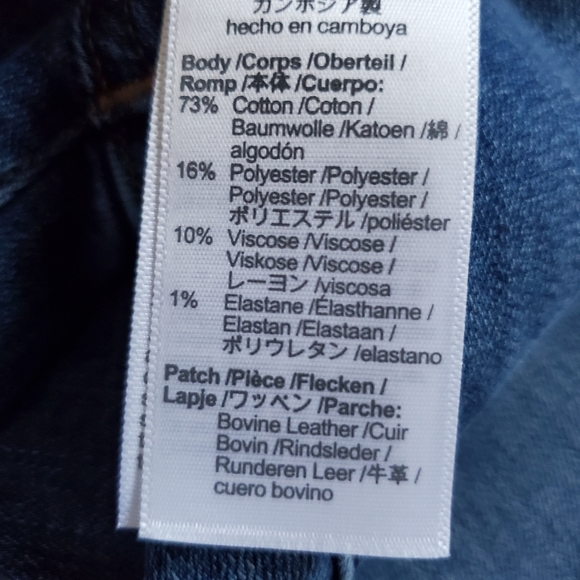 カンボジア製
hecho en camboya
Body /Corps /Oberteil /
Romp /本体 /Cuerpo:
73% Cotton /Coton /
Baumwolle /Katoen /綿 /
algodón
16% Polyester /Polyester /
Polyester /Polyester /
ポリエステル /poliéster
10% Viscose /Viscose /
Viskose /Viscose /
レーヨン /viscosa
1% Elastane /Élasthanne /
Elastan /Elastaan /
ポリウレタン /elastano
Patch /Pièce /Flecken /
Lapje /ワッペン /Parche:
Bovine Leather /Cuir
Bovin /Rindsleder /
Runderen Leer /牛革 /
cuero bovino